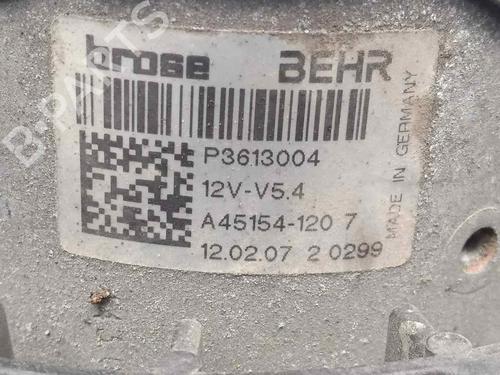 brose BEHR
P3613004
12V-V5.4
A45154-120 7
12.02.07 2 0299
MADE IN GERMANY
B-PARTS